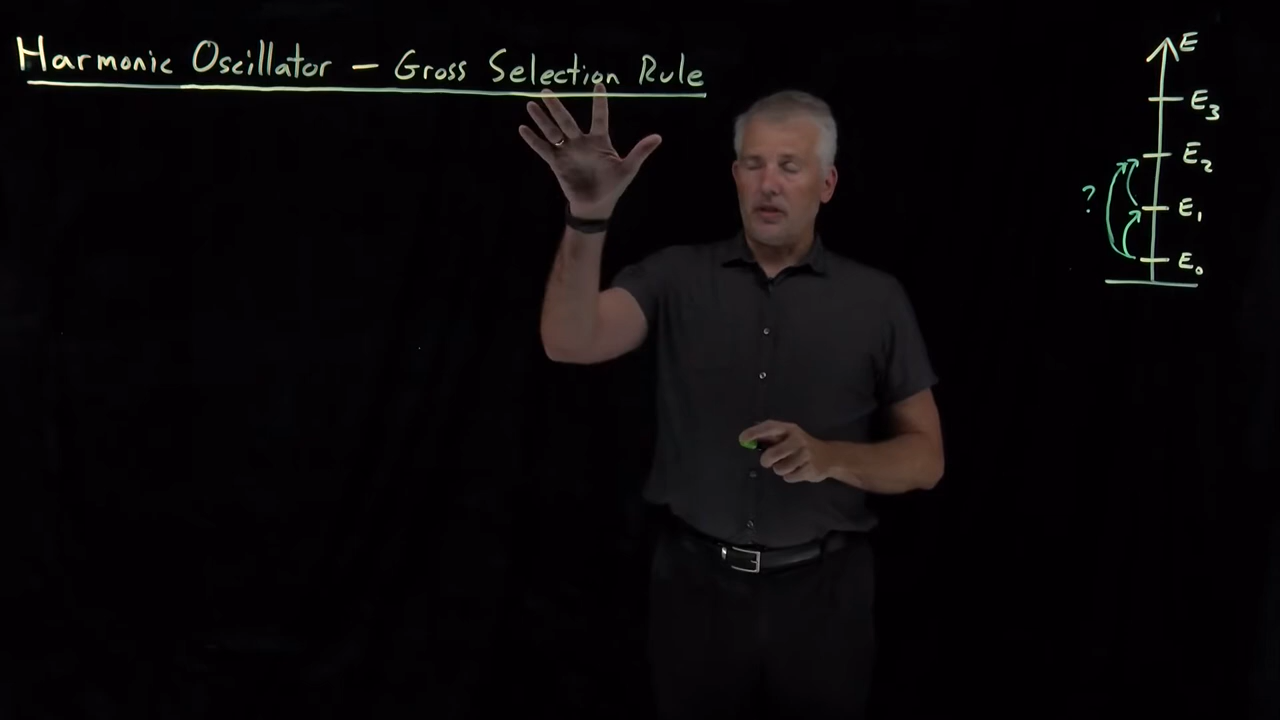 Harmonic Oscillator – Gross Selection Rule
E
E₃
E₂
?
E₁
E₀